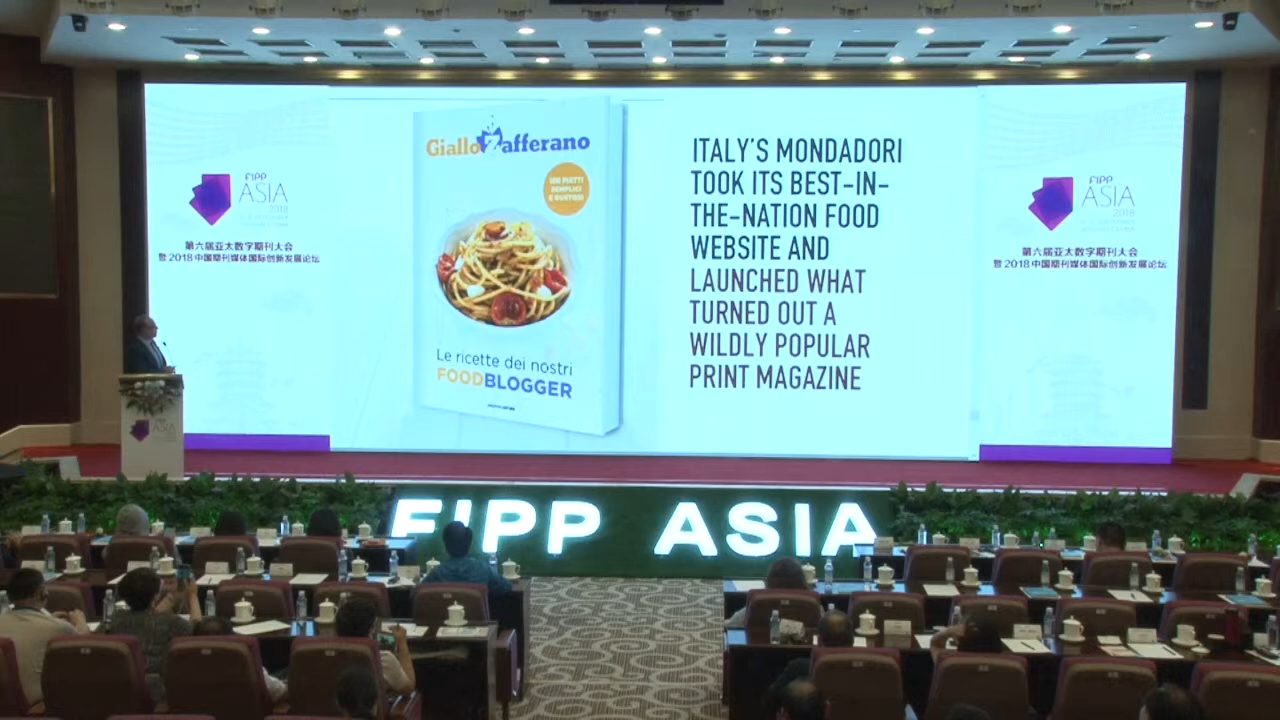 GialloZafferano
100 PIATTI
SEMPLICI
E GUSTOSI
Le ricette dei nostri
FOODBLOGGER
ITALY'S MONDADORI
TOOK ITS BEST-IN-
THE-NATION FOOD
WEBSITE AND
LAUNCHED WHAT
TURNED OUT A
WILDLY POPULAR
PRINT MAGAZINE
FIPP
ASIA
2018
第六届亚太数字期刊大会
暨2018中国期刊媒体国际创新发展论坛
FIPP
ASIA
2018
第六届亚太数字期刊大会
暨2018中国期刊媒体国际创新发展论坛
ASIA
FIPP ASIA